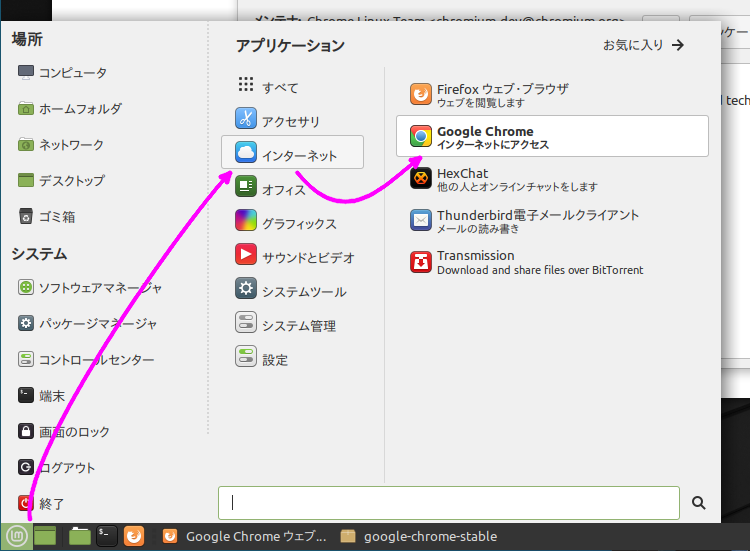 メンテナ: Chrome Linux Team <chromium-dev@chromium.org>
場所
アプリケーション
お気に入り
コンピュータ
ホームフォルダ
ネットワーク
デスクトップ
ゴミ箱
システム
ソフトウェアマネージャ
パッケージマネージャ
コントロールセンター
端末
画面のロック
ログアウト
終了
すべて
アクセサリ
インターネット
オフィス
グラフィックス
サウンドとビデオ
システムツール
システム管理
設定
Firefox ウェブ・ブラウザ
ウェブを閲覧します
Google Chrome
インターネットにアクセス
HexChat
他の人とオンラインチャットをします
Thunderbird電子メールクライアント
メールの読み書き
Transmission
Download and share files over BitTorrent
tech
Google Chrome ウェブ...
google-chrome-stable